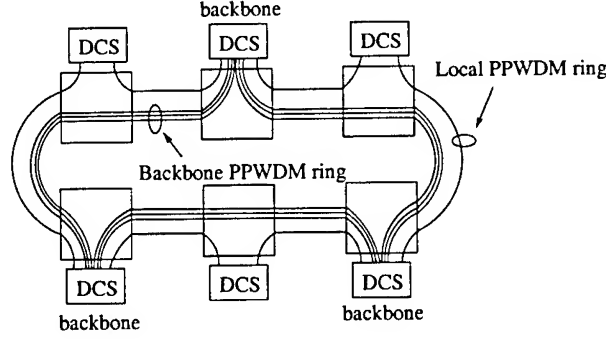 backbone
DCS
DCS
DCS
Local PPWDM ring
Backbone PPWDM ring
DCS
DCS
DCS
backbone
backbone